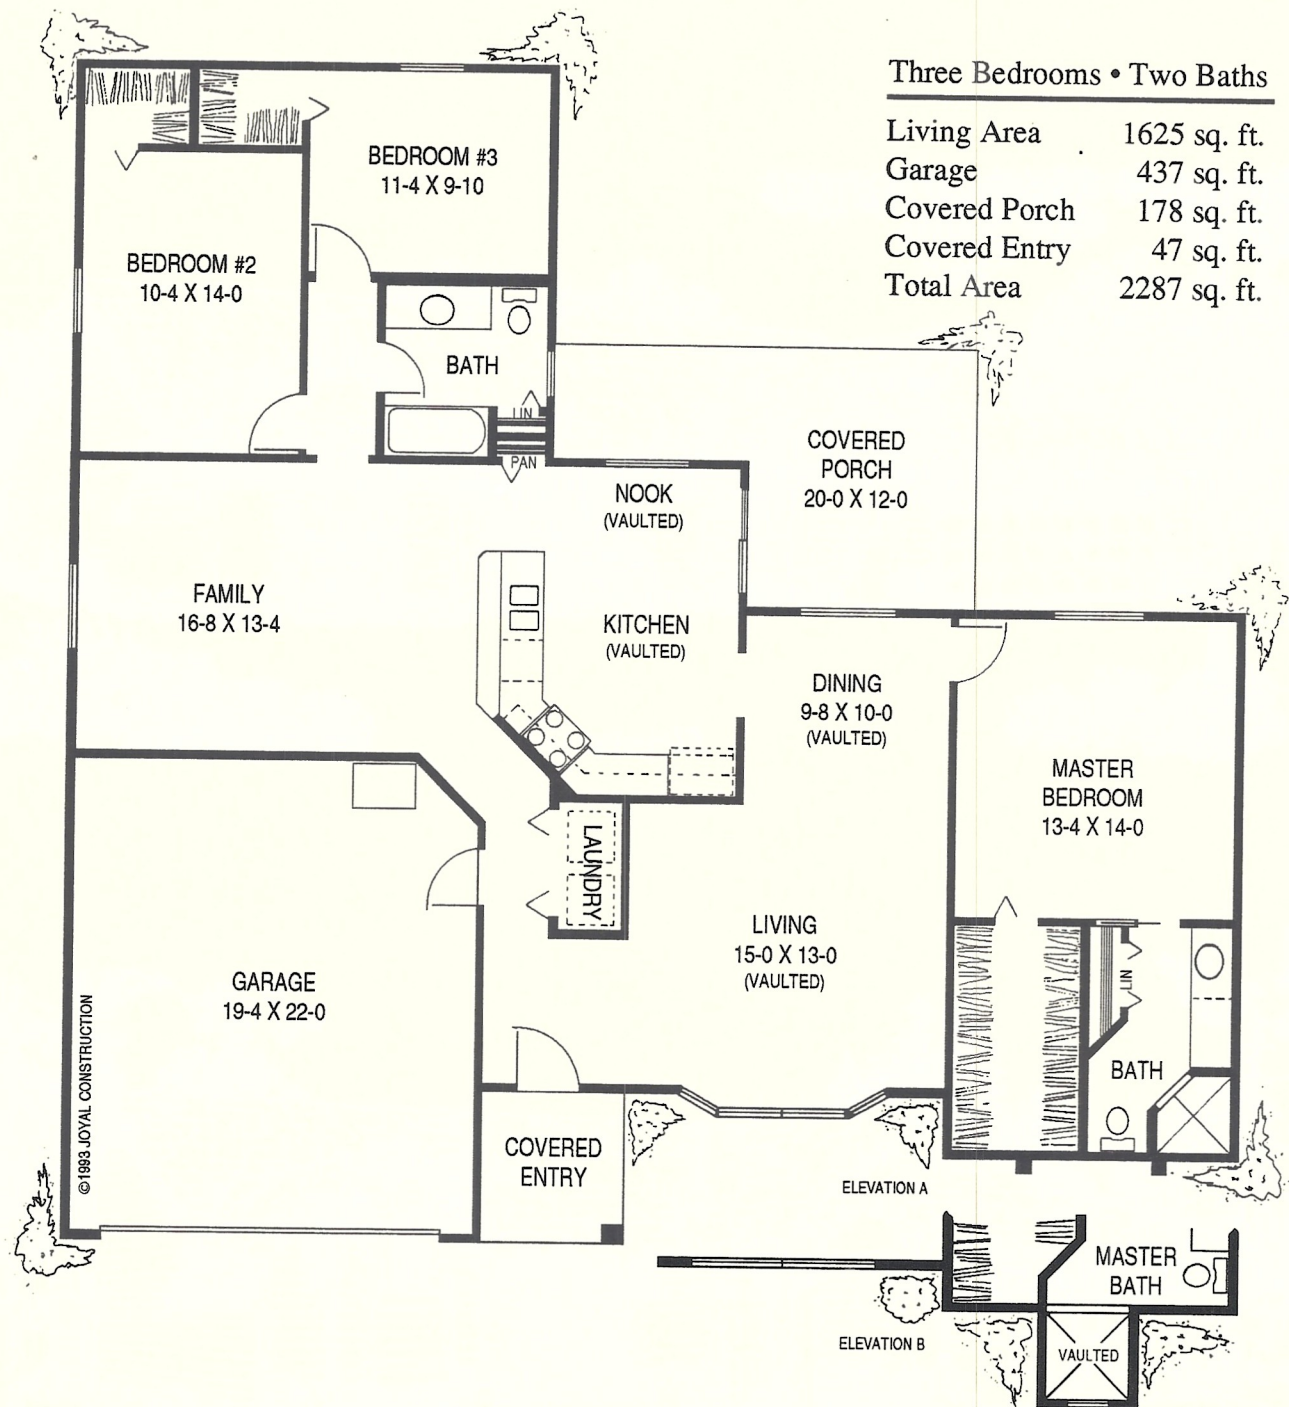 Three Bedrooms • Two Baths
Living Area 1625 sq. ft.
Garage 437 sq. ft.
Covered Porch 178 sq. ft.
Covered Entry 47 sq. ft.
Total Area 2287 sq. ft.
BEDROOM #3
11-4 X 9-10
BEDROOM #2
10-4 X 14-0
BATH
LIN
PAN
COVERED
PORCH
20-0 X 12-0
NOOK
(VAULTED)
FAMILY
16-8 X 13-4
KITCHEN
(VAULTED)
DINING
9-8 X 10-0
(VAULTED)
MASTER
BEDROOM
13-4 X 14-0
LAUNDRY
LIVING
15-0 X 13-0
(VAULTED)
GARAGE
19-4 X 22-0
LIN
BATH
©1993 JOYAL CONSTRUCTION
COVERED
ENTRY
ELEVATION A
MASTER
BATH
ELEVATION B
VAULTED